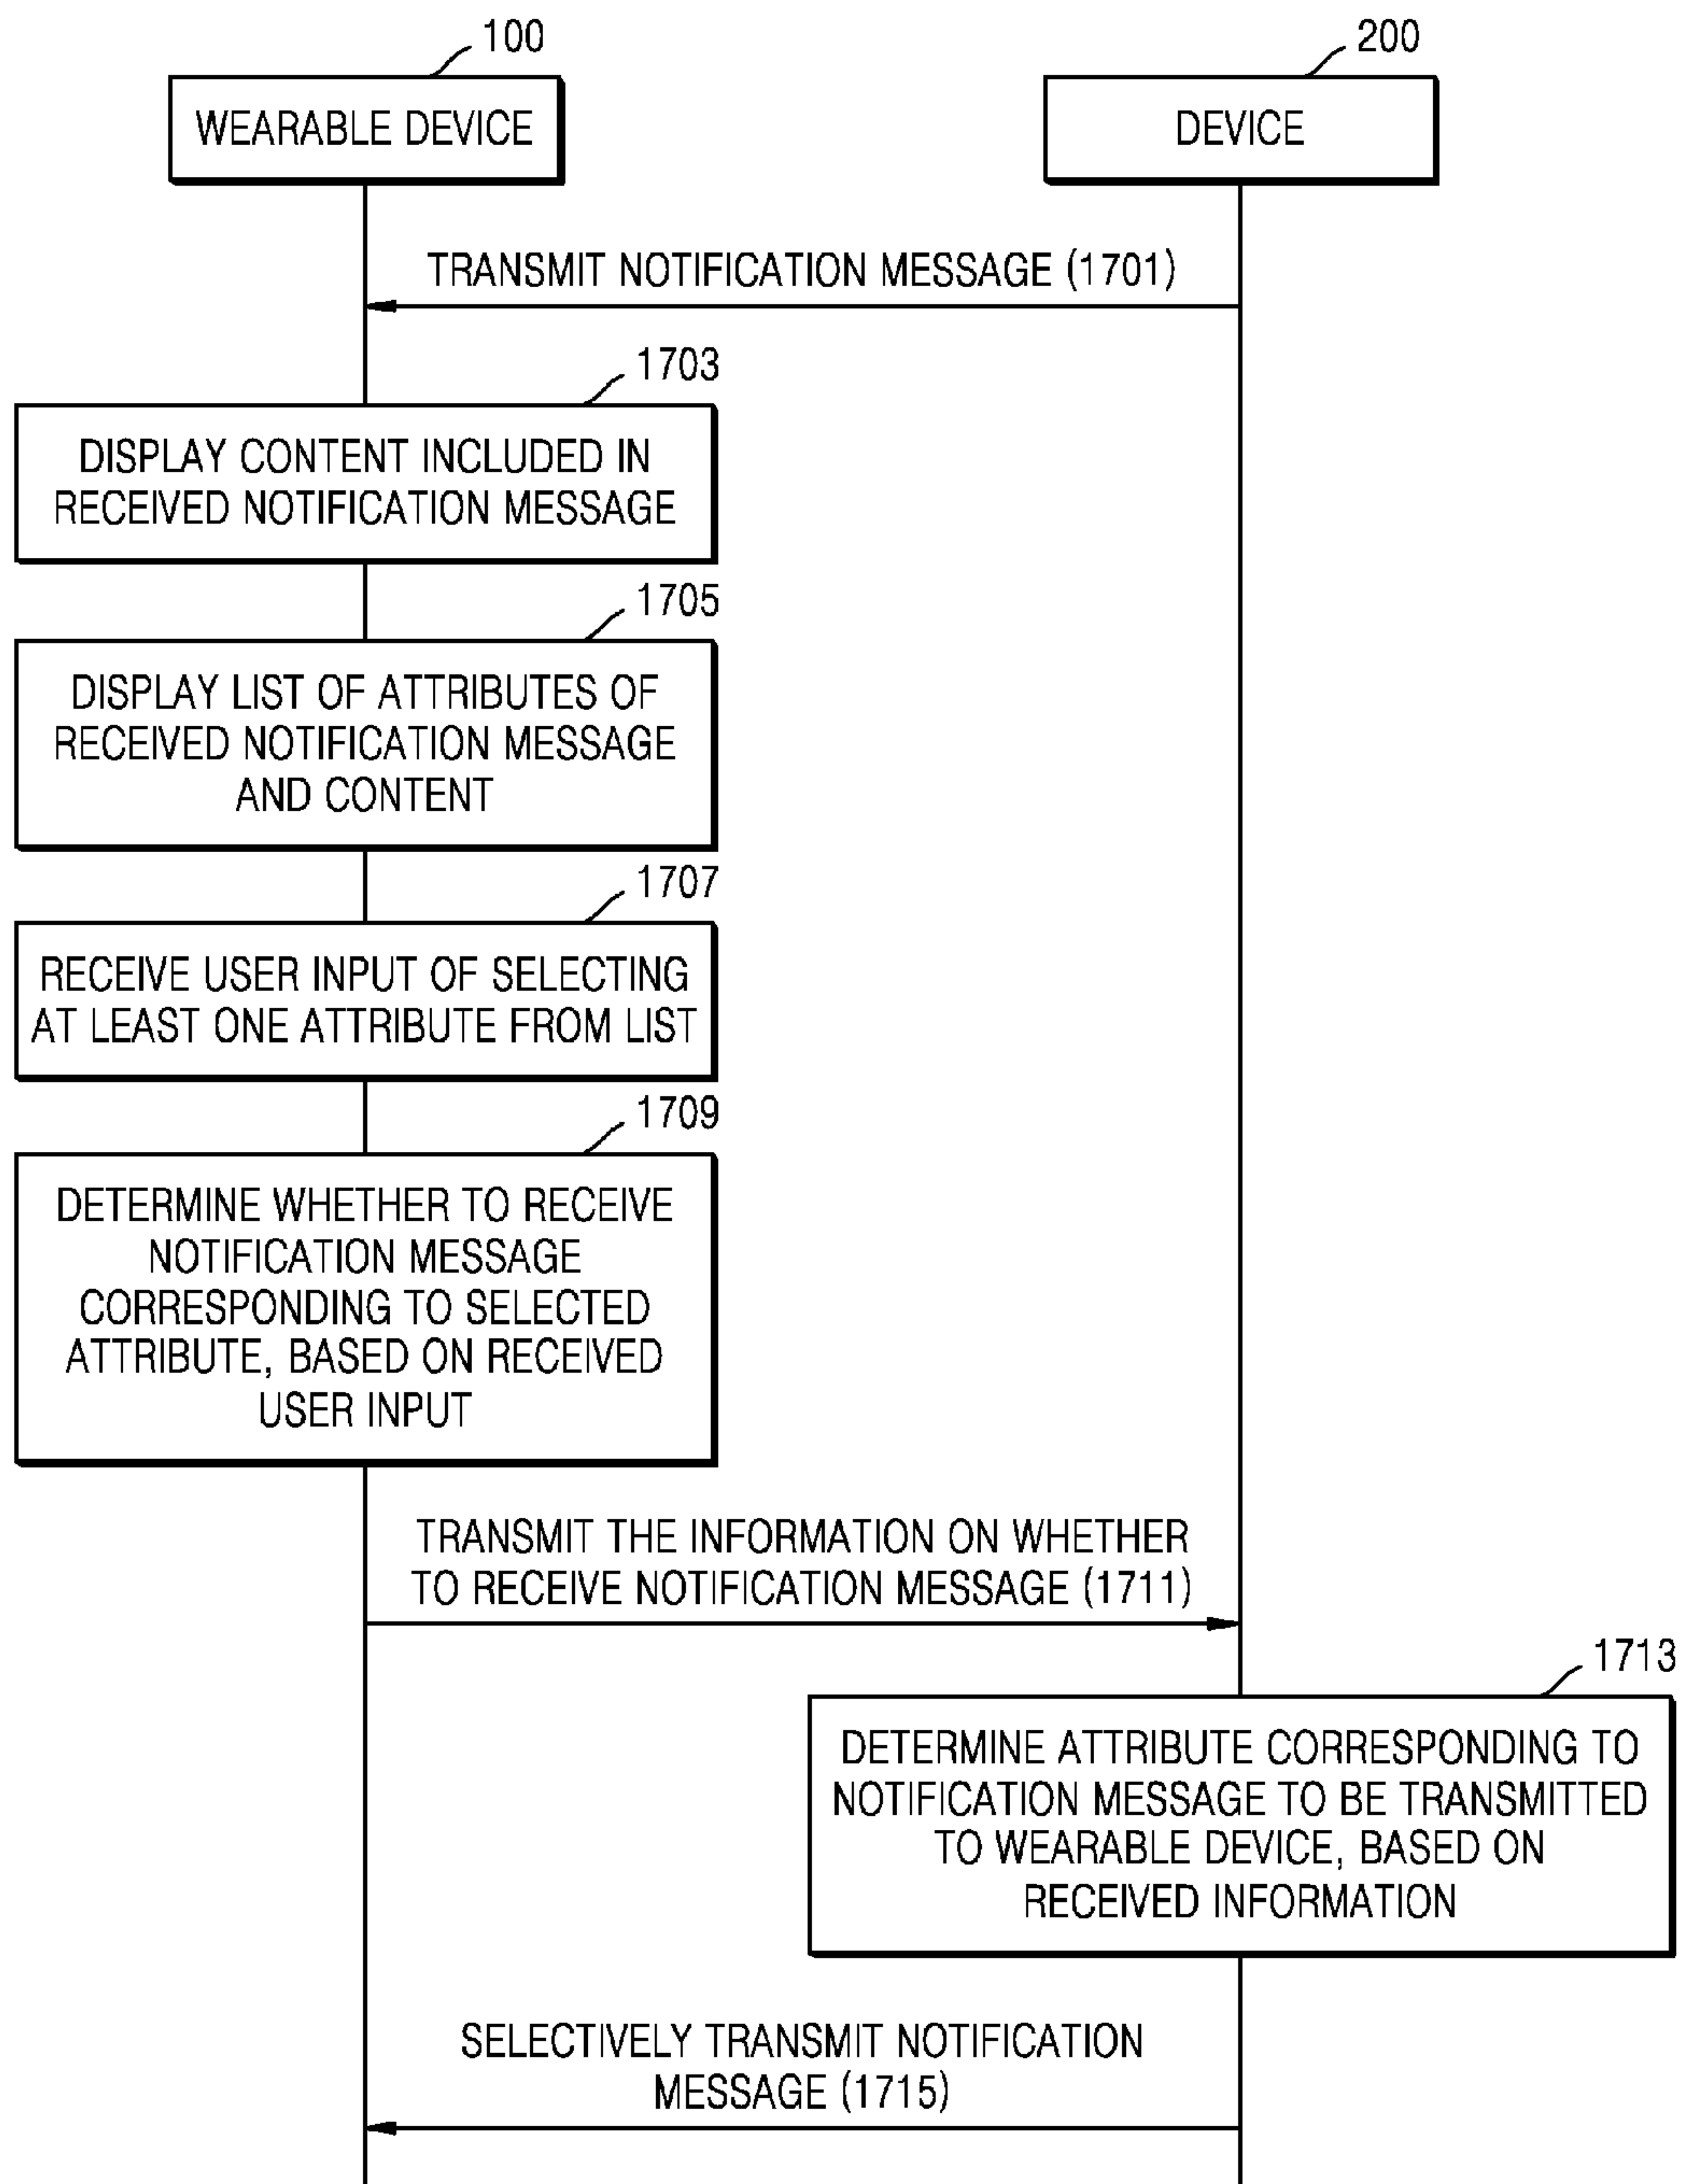 100
WEARABLE DEVICE
200
DEVICE
TRANSMIT NOTIFICATION MESSAGE (1701)
1703
DISPLAY CONTENT INCLUDED IN
RECEIVED NOTIFICATION MESSAGE
1705
DISPLAY LIST OF ATTRIBUTES OF
RECEIVED NOTIFICATION MESSAGE
AND CONTENT
1707
RECEIVE USER INPUT OF SELECTING
AT LEAST ONE ATTRIBUTE FROM LIST
1709
DETERMINE WHETHER TO RECEIVE
NOTIFICATION MESSAGE
CORRESPONDING TO SELECTED
ATTRIBUTE, BASED ON RECEIVED
USER INPUT
TRANSMIT THE INFORMATION ON WHETHER
TO RECEIVE NOTIFICATION MESSAGE (1711)
1713
DETERMINE ATTRIBUTE CORRESPONDING TO
NOTIFICATION MESSAGE TO BE TRANSMITTED
TO WEARABLE DEVICE, BASED ON
RECEIVED INFORMATION
SELECTIVELY TRANSMIT NOTIFICATION
MESSAGE (1715)